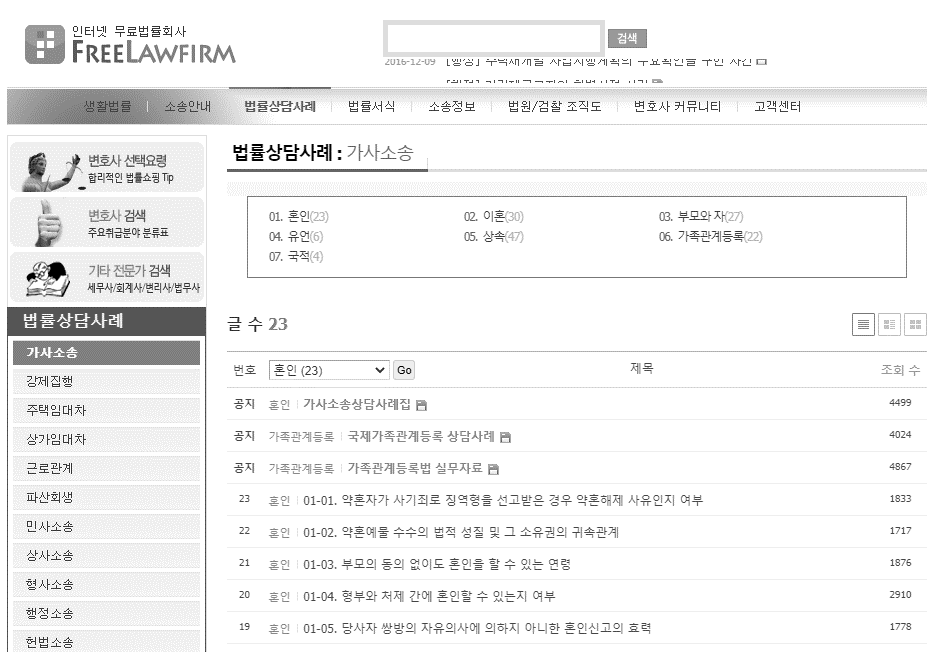 인터넷 무료법률회사
FREELAWFIRM
검색
2016-12-09 [행정] 주택재개발 사업시행계획의 무효확인을 구한 사건
생활법률 소송안내 법률상담사례 법률서식 소송정보 법원/검찰 조직도 변호사 커뮤니티 고객센터
변호사 선택요령
합리적인 법률쇼핑 Tip
변호사 검색
주요취급분야 분류표
기타 전문가 검색
세무사/회계사/변리사/법무사
법률상담사례
가사소송
강제집행
주택임대차
상가임대차
근로관계
파산회생
민사소송
상사소송
형사소송
행정소송
헌법소송
법률상담사례 : 가사소송
01. 혼인(23) 02. 이혼(30) 03. 부모와 자(27)
04. 유언(6) 05. 상속(47) 06. 가족관계등록(22)
07. 국적(4)
글 수 23
번호 혼인 (23) Go 제목 조회 수
공지 혼인 가사소송상담사례집 4499
공지 가족관계등록 국제가족관계등록 상담사례 4024
공지 가족관계등록 가족관계등록법 실무자료 4867
23 혼인 01-01. 약혼자가 사기죄로 징역형을 선고받은 경우 약혼해제 사유인지 여부 1833
22 혼인 01-02. 약혼예물 수수의 법적 성질 및 그 소유권의 귀속관계 1717
21 혼인 01-03. 부모의 동의 없이도 혼인을 할 수 있는 연령 1876
20 혼인 01-04. 형부와 처제 간에 혼인할 수 있는지 여부 2910
19 혼인 01-05. 당사자 쌍방의 자유의사에 의하지 아니한 혼인신고의 효력 1778